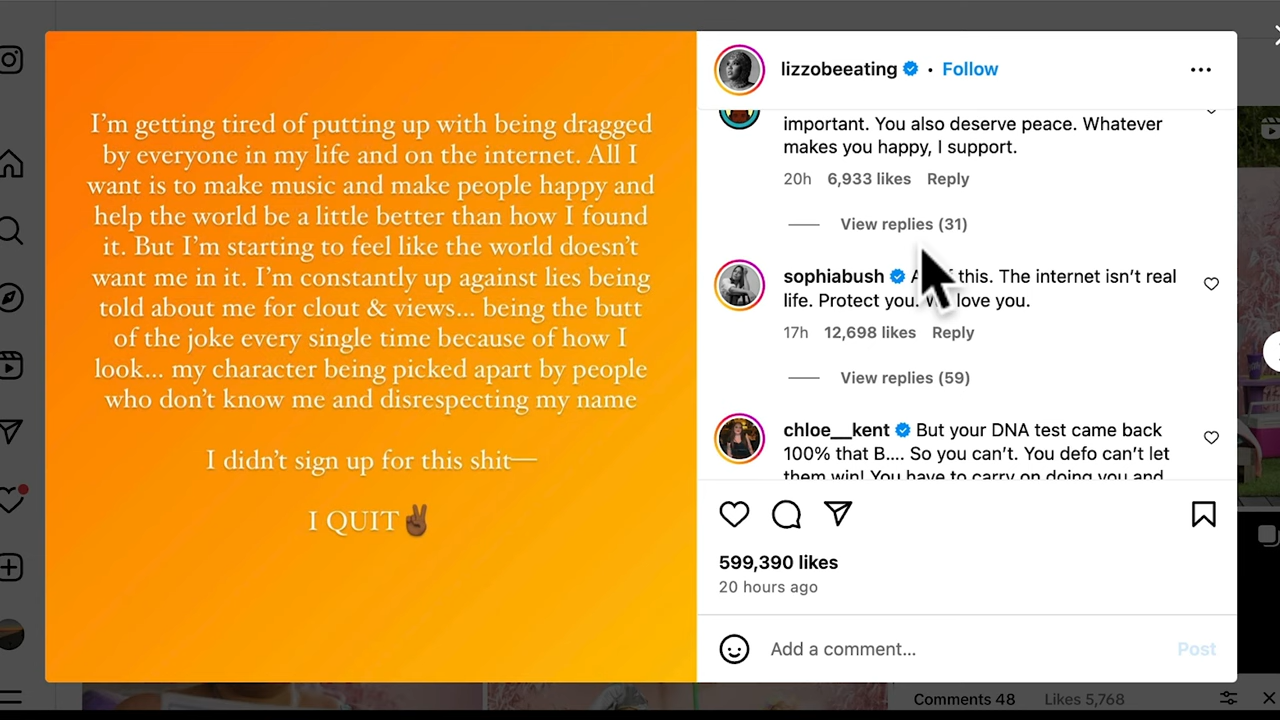 I'm getting tired of putting up with being dragged
by everyone in my life and on the internet. All I
want is to make music and make people happy and
help the world be a little better than how I found
it. But I'm starting to feel like the world doesn't
want me in it. I'm constantly up against lies being
told about me for clout & views... being the butt
of the joke every single time because of how I
look... my character being picked apart by people
who don't know me and disrespecting my name
I didn't sign up for this shit—
I QUIT✌🏾
lizzobeeating • Follow
important. You also deserve peace. Whatever
makes you happy, I support.
20h 6,933 likes Reply
View replies (31)
sophiabush this. The internet isn't real
life. Protect you. love you.
17h 12,698 likes Reply
View replies (59)
chloe__kent But your DNA test came back
100% that B.... So you can't. You defo can't let
them win! You have to carry on doing you and
599,390 likes
20 hours ago
Add a comment...
Post
Comments 48 Likes 5,768